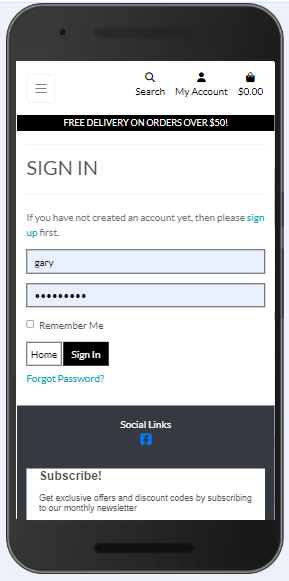 Search My Account $0.00
FREE DELIVERY ON ORDERS OVER $50!
SIGN IN
If you have not created an account yet, then please sign
up first.
gary
•••••••••
Remember Me
Home Sign In
Forgot Password?
Social Links
Subscribe!
Get exclusive offers and discount codes by subscribing
to our monthly newsletter